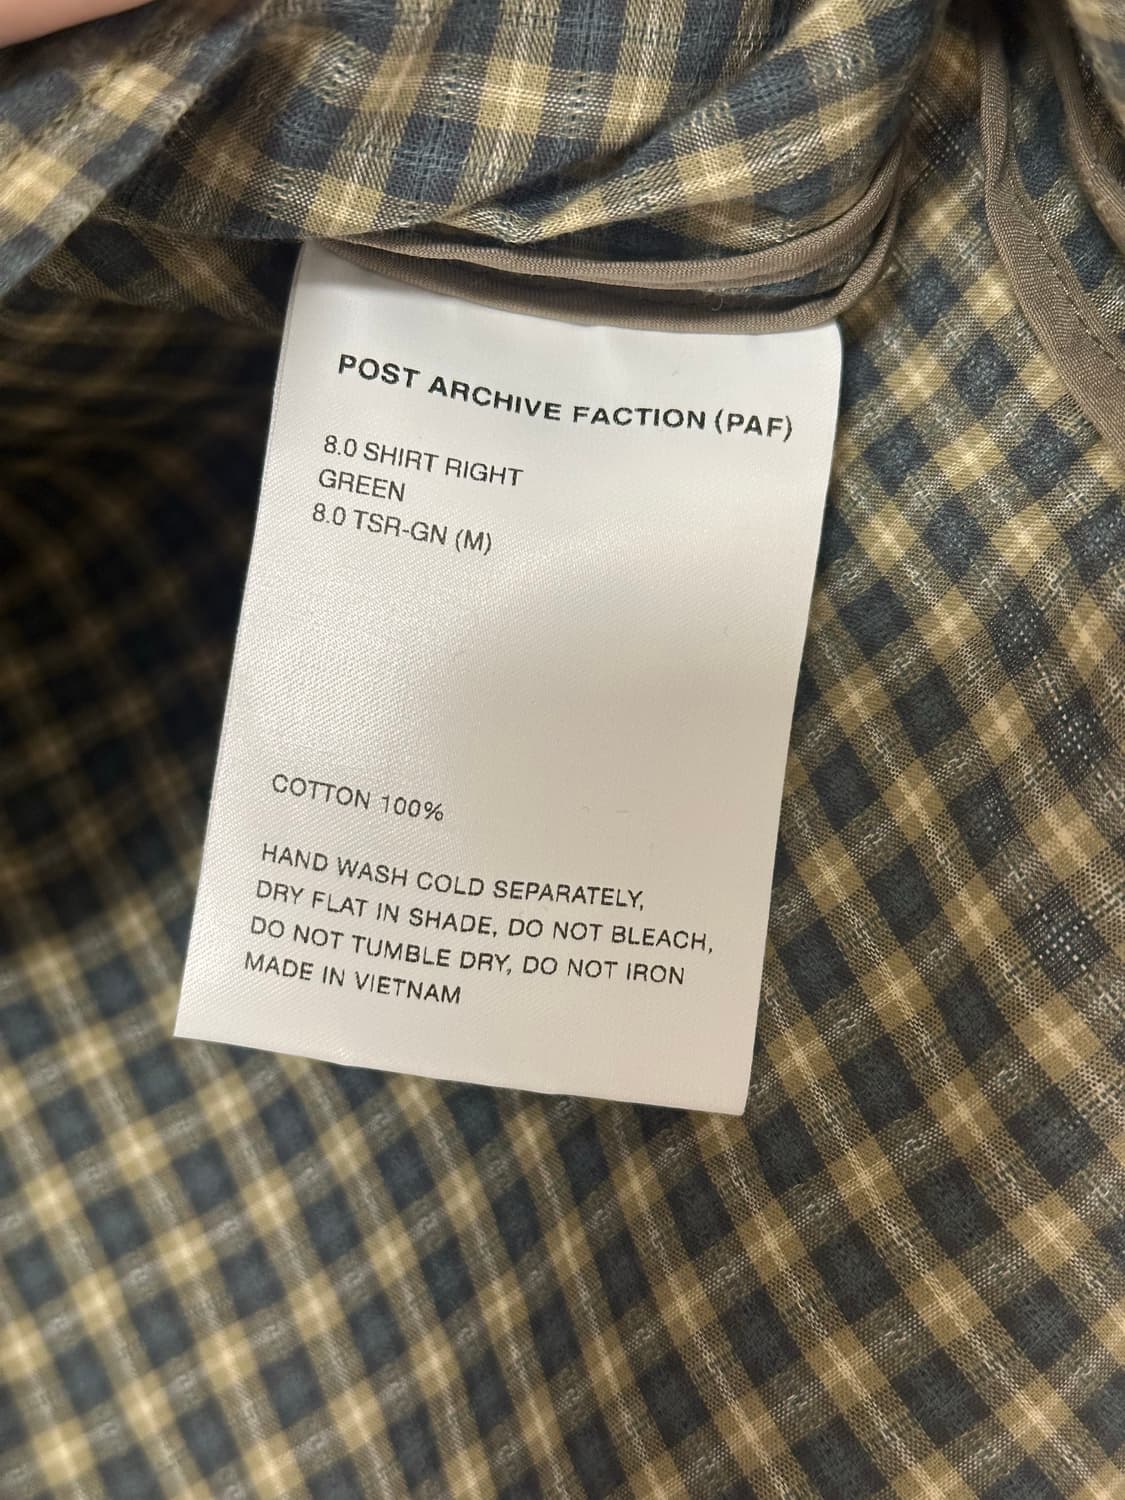 POST ARCHIVE FACTION (PAF)
8.0 SHIRT RIGHT
GREEN
8.0 TSR-GN (M)
COTTON 100%
HAND WASH COLD SEPARATELY,
DRY FLAT IN SHADE, DO NOT BLEACH,
DO NOT TUMBLE DRY, DO NOT IRON
MADE IN VIETNAM